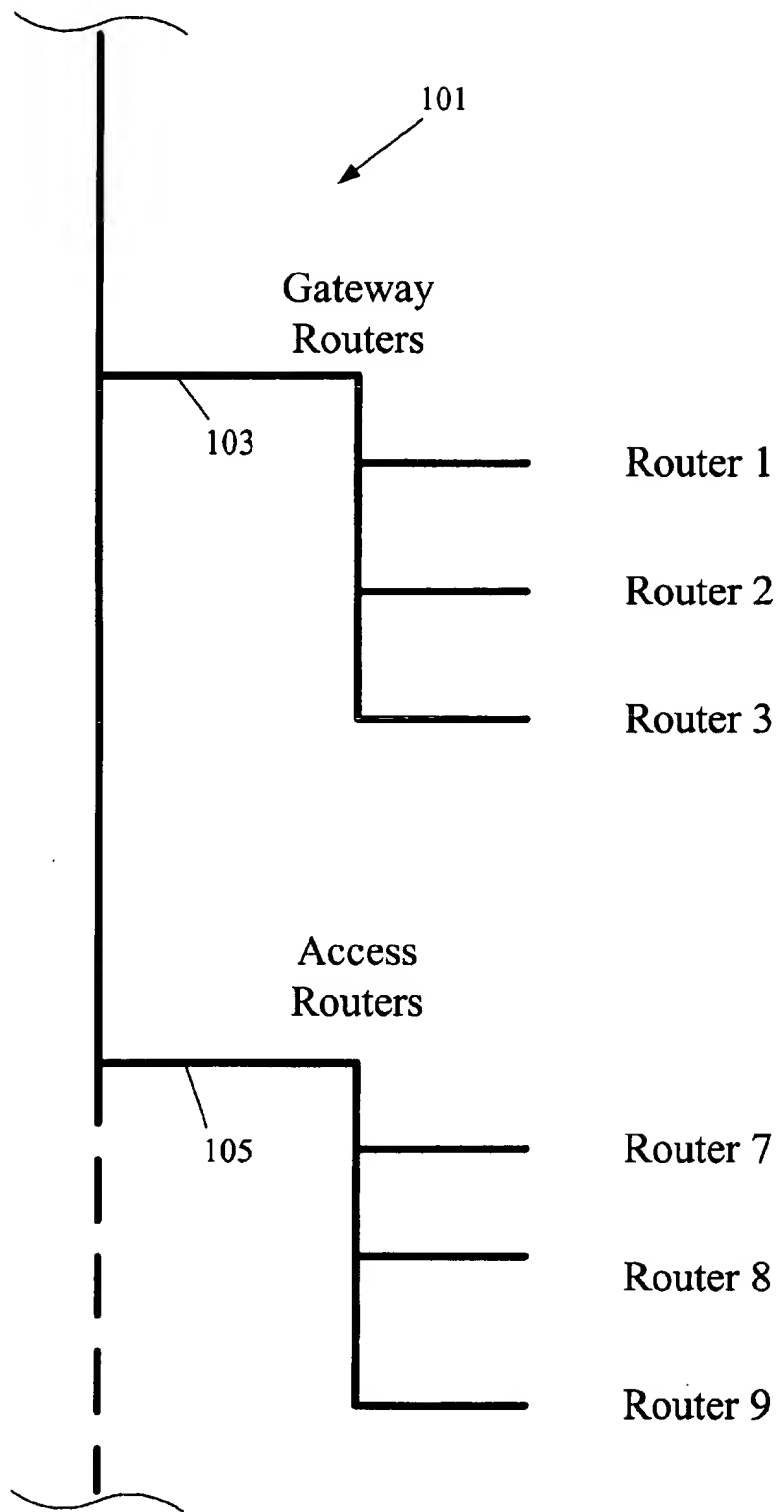 101
Gateway
Routers
103
Router 1
Router 2
Router 3
Access
Routers
105
Router 7
Router 8
Router 9